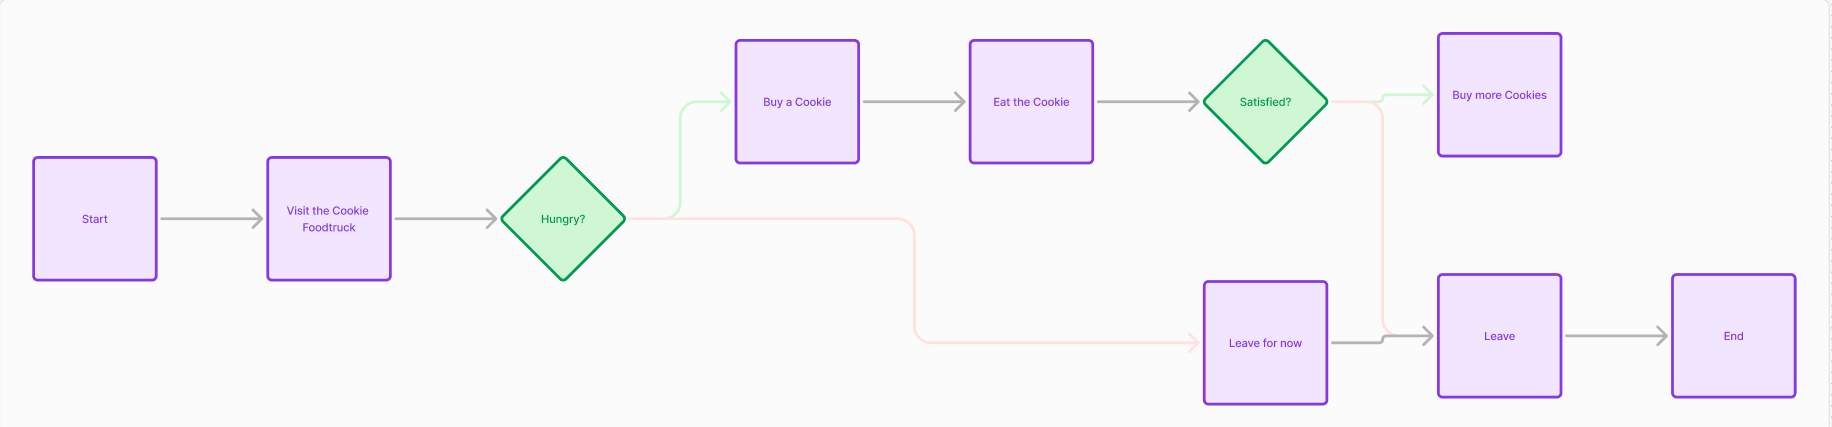 Start
Visit the Cookie
Foodtruck
Hungry?
Buy a Cookie
Eat the Cookie
Satisfied?
Buy more Cookies
Leave for now
Leave
End